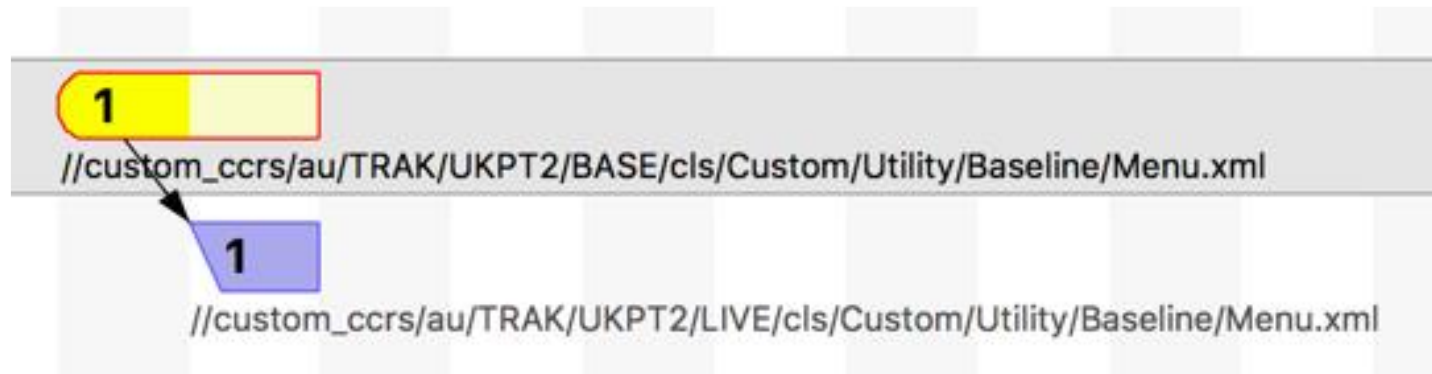 1
//custom_ccrs/au/TRAK/UKPT2/BASE/cls/Custom/Utility/Baseline/Menu.xml
1
//custom_ccrs/au/TRAK/UKPT2/LIVE/cls/Custom/Utility/Baseline/Menu.xml